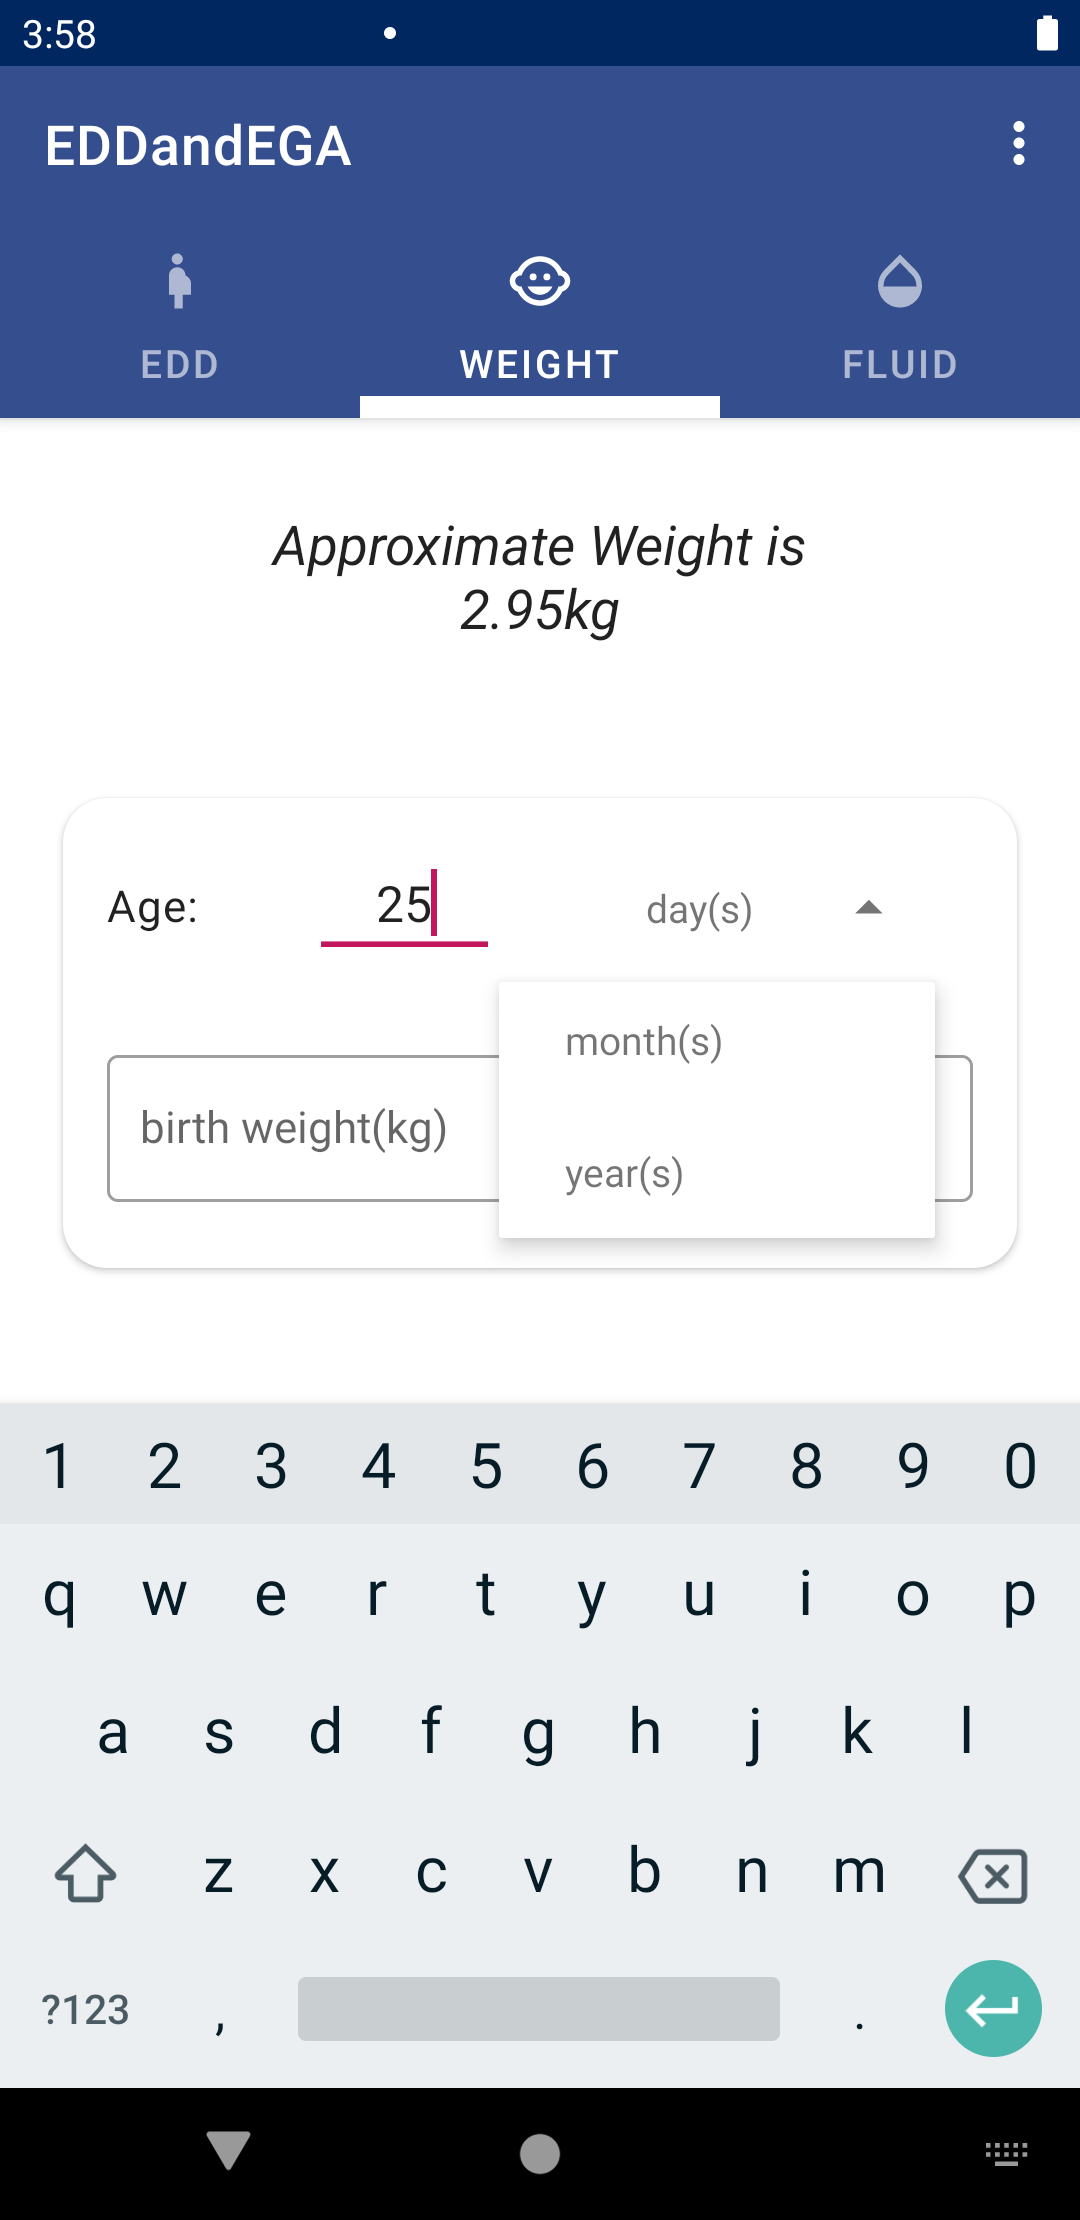 3:58
EDDandEGA
EDD
WEIGHT
FLUID
Approximate Weight is
2.95kg
Age:
25
day(s)
month(s)
birth weight(kg)
year(s)
1 2 3 4 5 6 7 8 9 0
q w e r t y u i o p
a s d f g h j k l
z x c v b n m
?123 , .